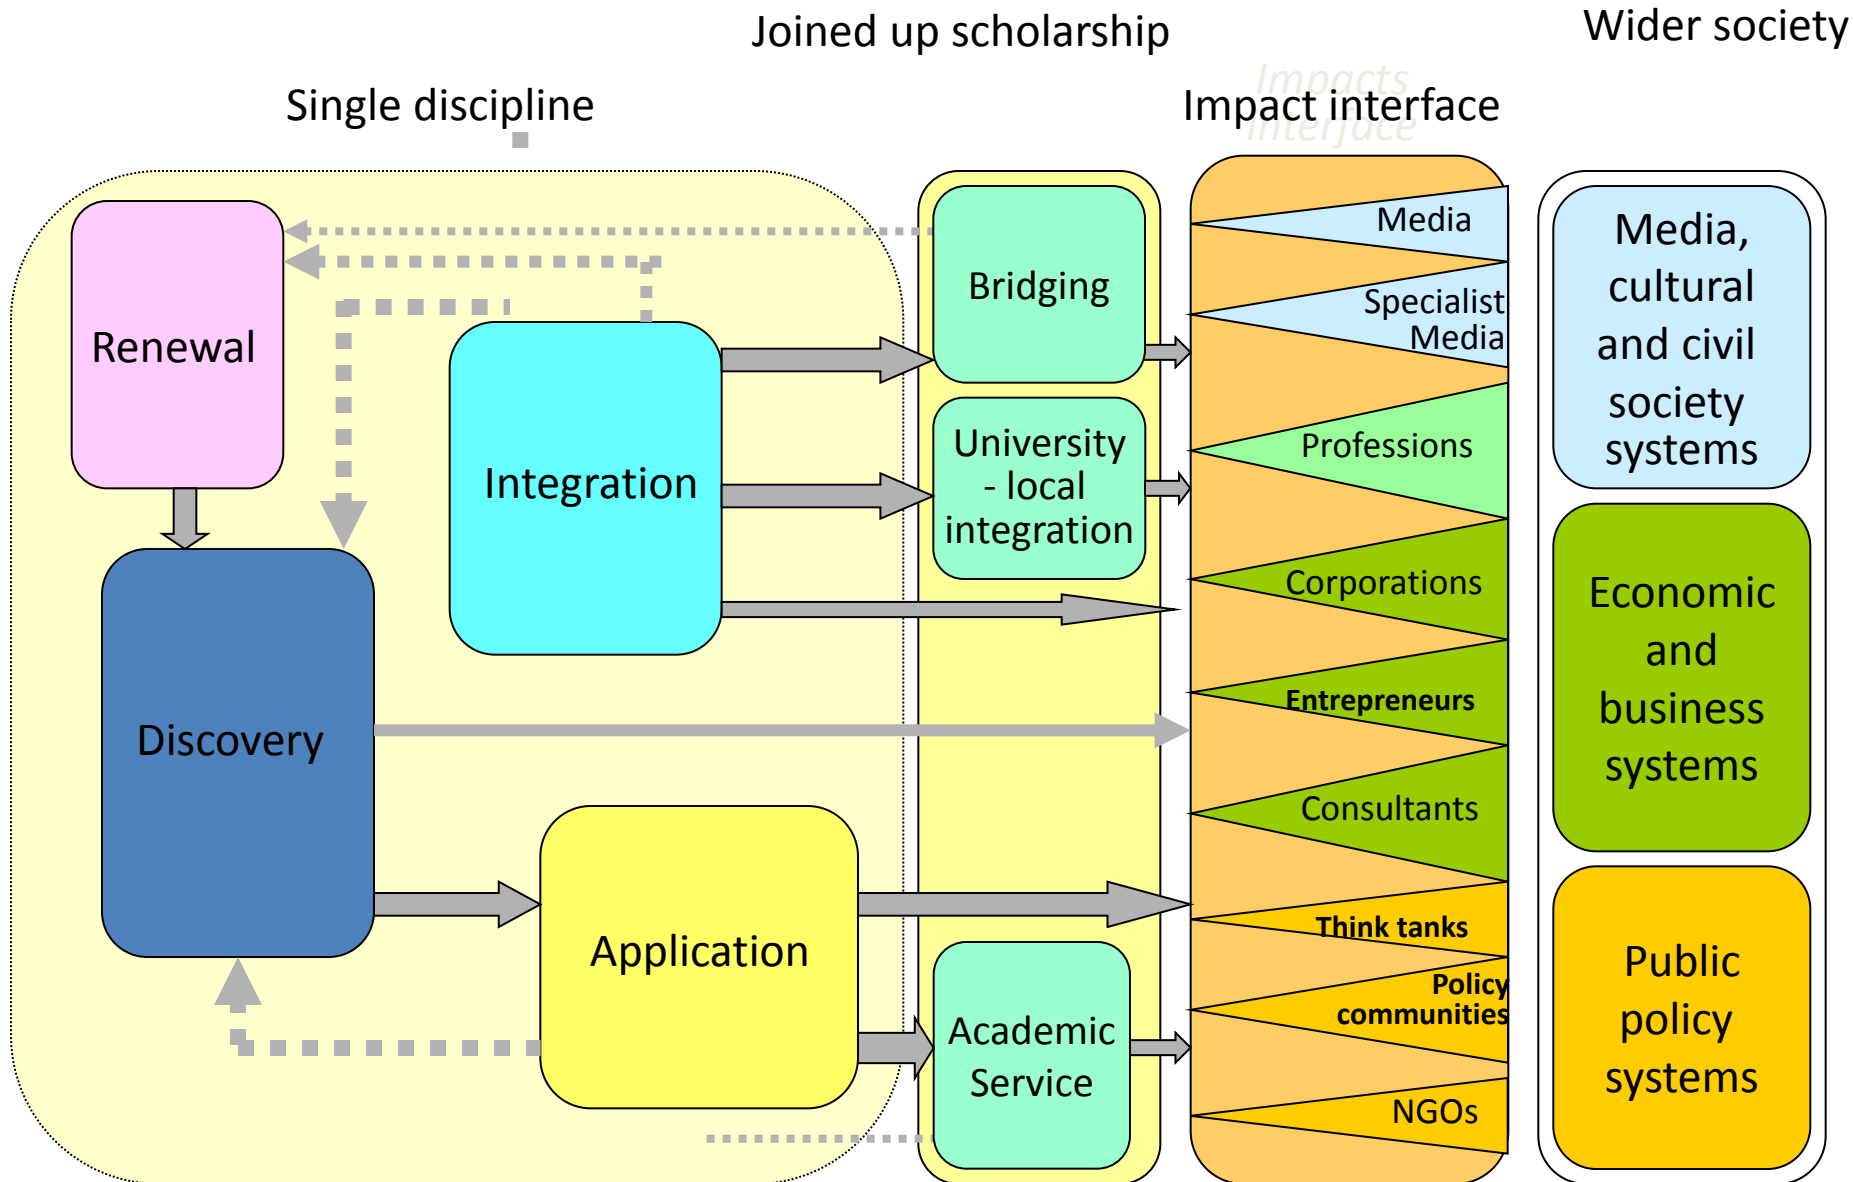 Joined up scholarship
Wider society
Single discipline
Impacts
interface
Impact interface
Renewal
Discovery
Integration
Application
Bridging
University
- local
integration
Academic
Service
Media
Specialist
Media
Professions
Corporations
Entrepreneurs
Consultants
Think tanks
Policy
communities
NGOs
Media,
cultural
and civil
society
systems
Economic
and
business
systems
Public
policy
systems